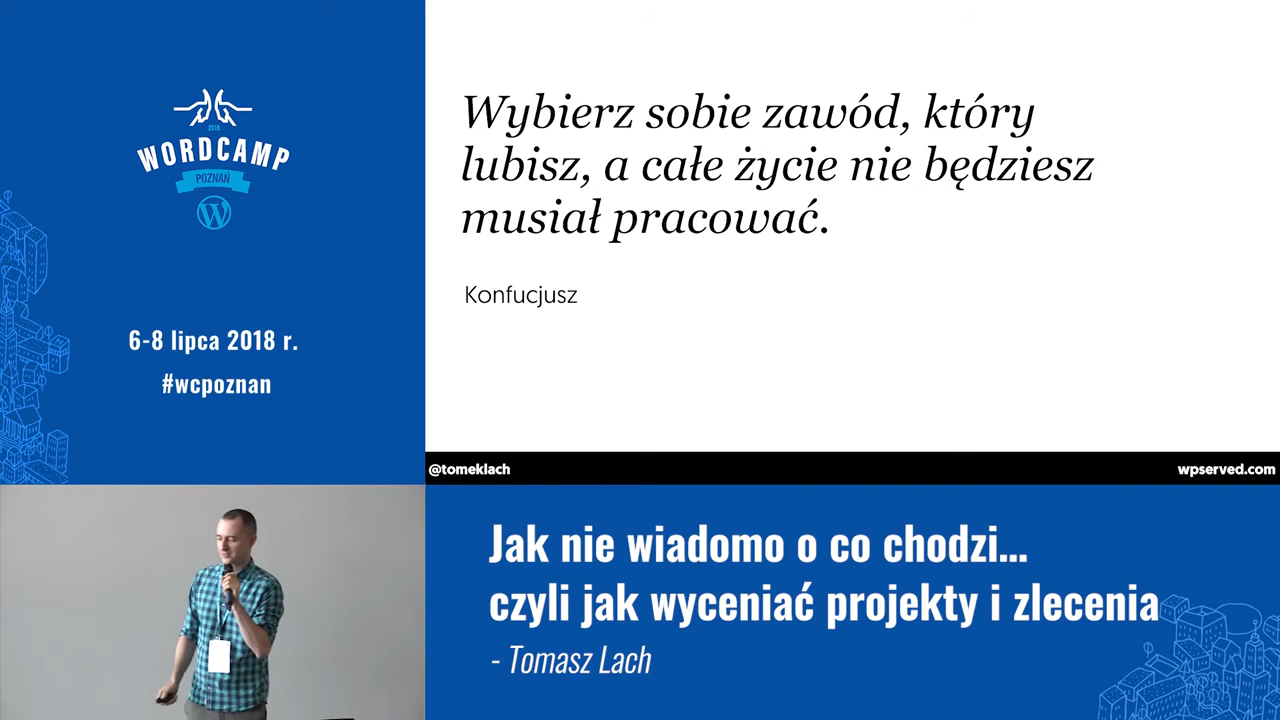 2018
WORDCAMP
POZNAŃ
6-8 lipca 2018 r.
#wcpoznan
Wybierz sobie zawód, który
lubisz, a całe życie nie będziesz
musiał pracować.
Konfucjusz
@tomeklach
wpserved.com
Jak nie wiadomo o co chodzi...
czyli jak wyceniać projekty i zlecenia
- Tomasz Lach